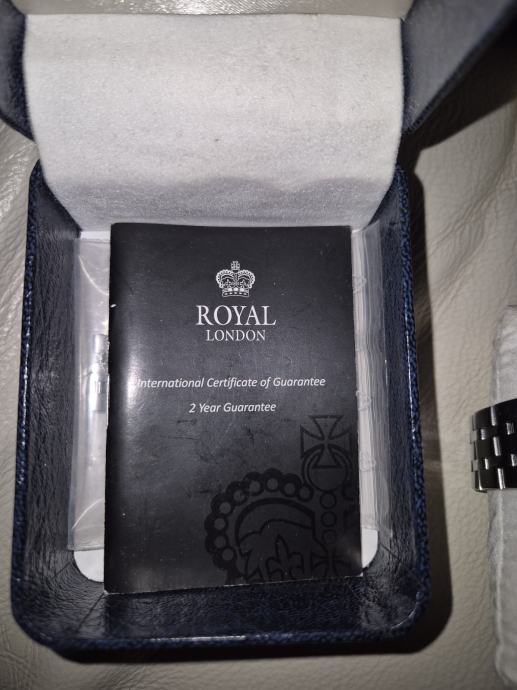 ROYAL
LONDON
International Certificate of Guarantee
2 Year Guarantee